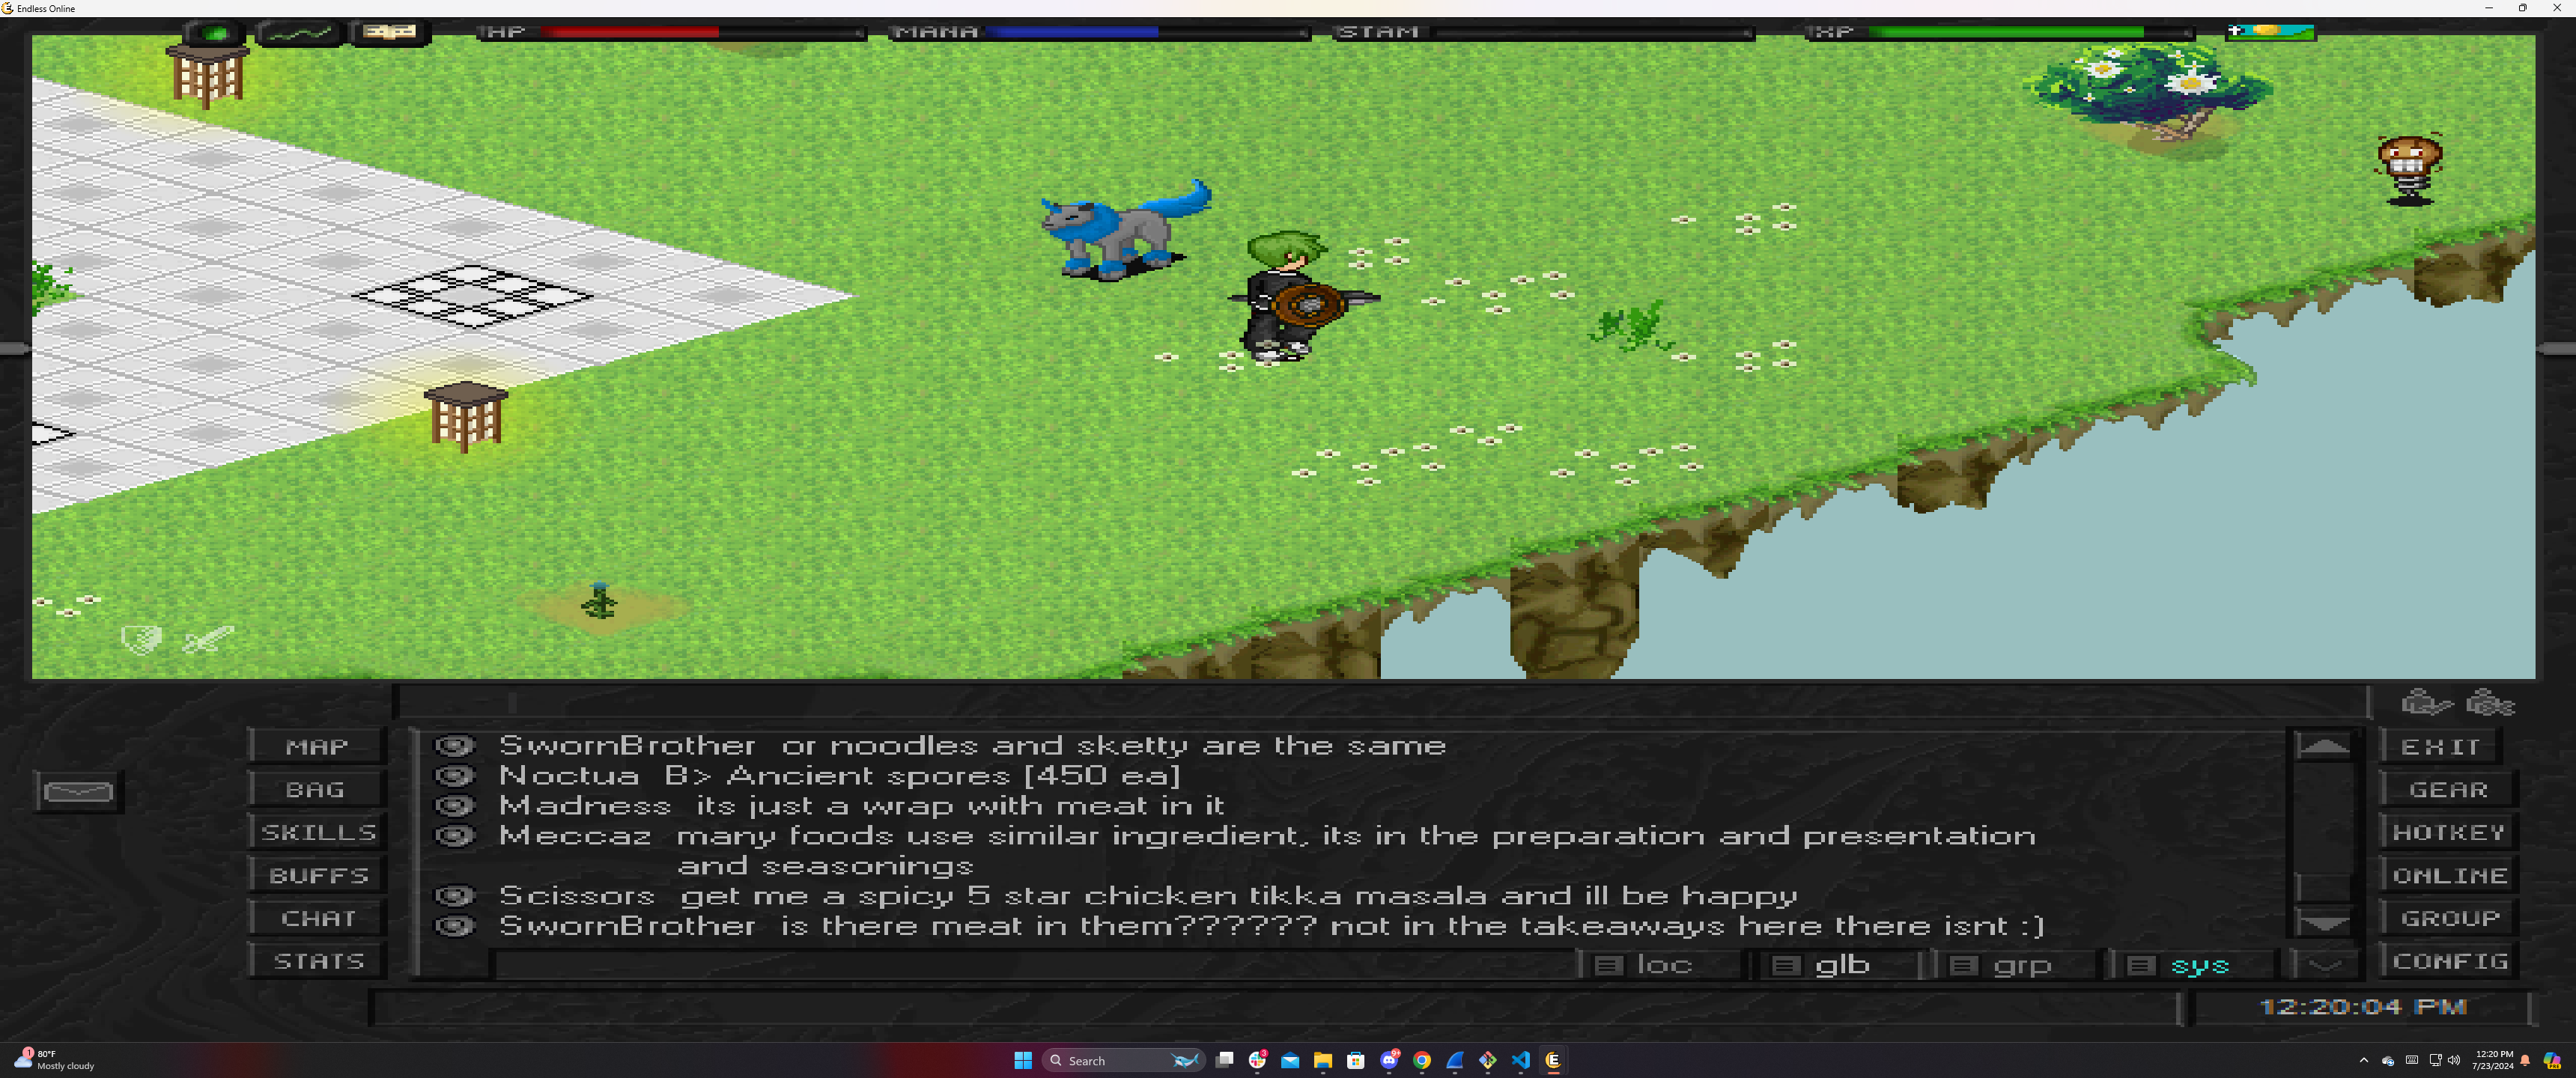 Endless Online
HP
MANA
STAM
XP
MAP
BAG
SKILLS
BUFFS
CHAT
STATS
SwornBrother or noodles and sketty are the same
Noctua B> Ancient spores [450 ea]
Madness its just a wrap with meat in it
Meccaz many foods use similar ingredient, its in the preparation and presentation
and seasonings
Scissors get me a spicy 5 star chicken tikka masala and ill be happy
SwornBrother is there meat in them?????? not in the takeaways here there isnt :)
loc
glb
grp
sys
EXIT
GEAR
HOTKEY
ONLINE
GROUP
CONFIG
12:20:04 PM
1
80°F
Mostly cloudy
Search
3
9+
12:20 PM
7/23/2024